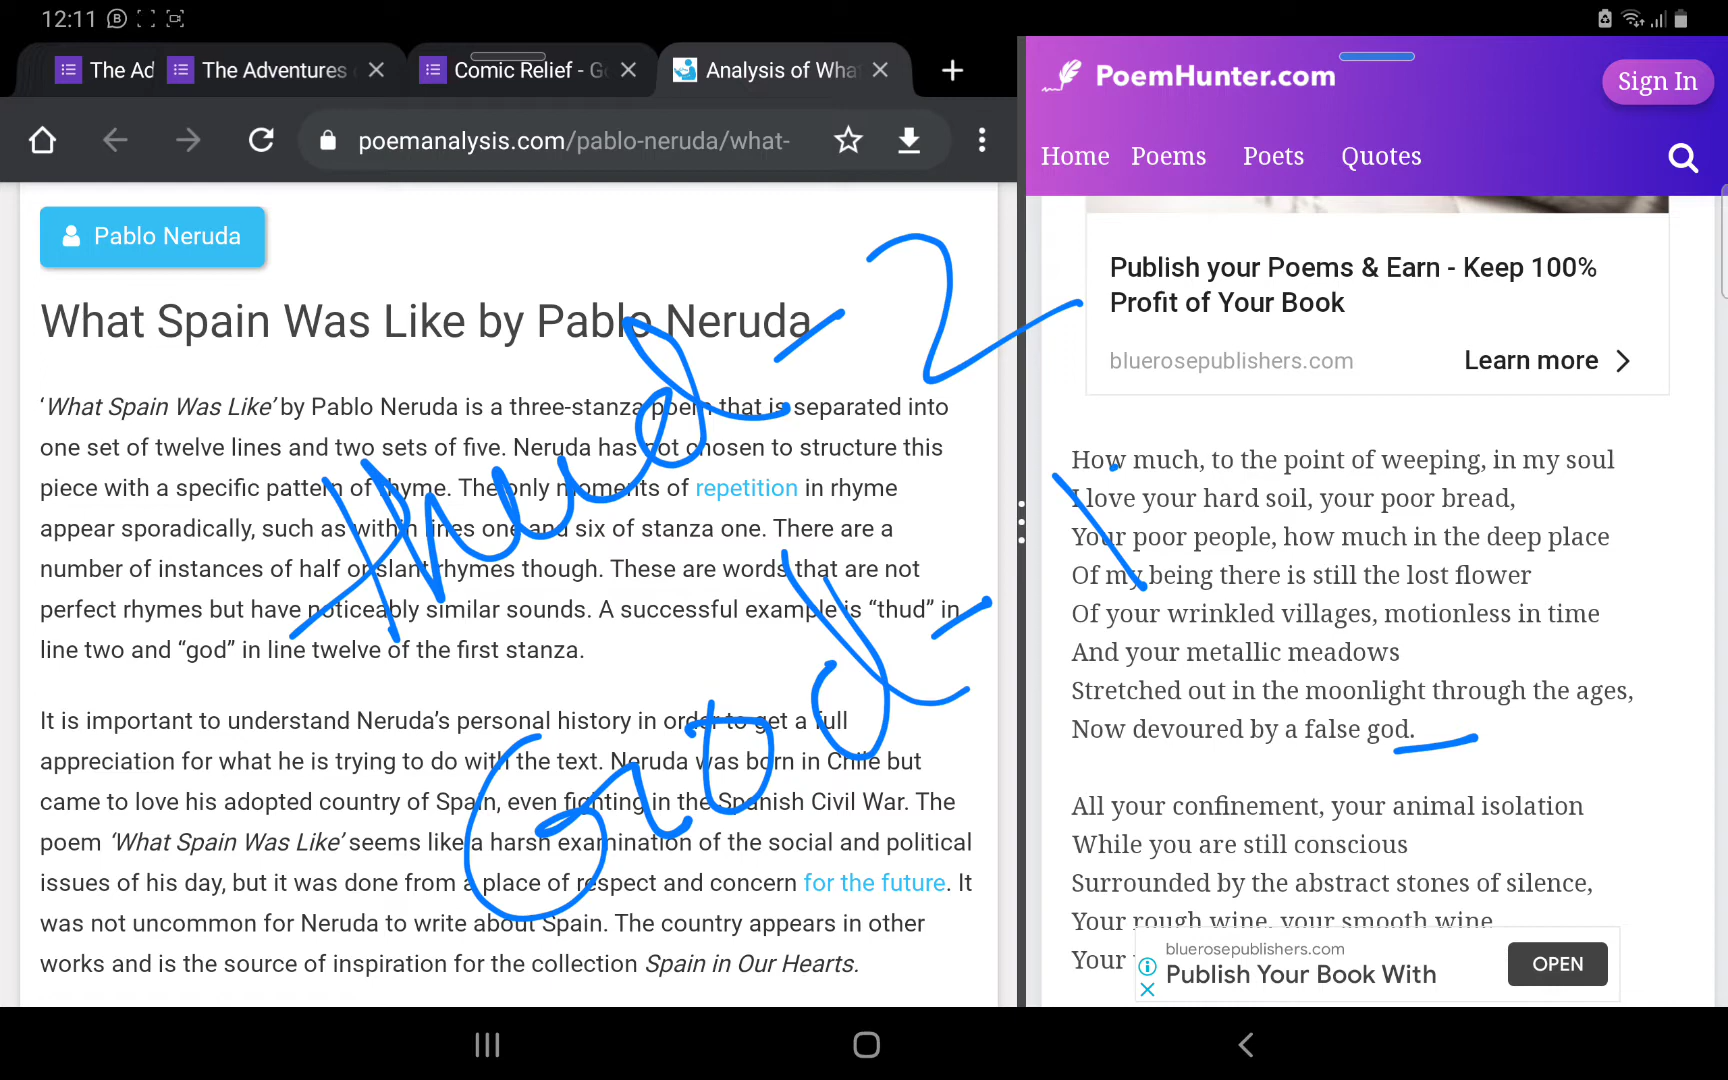 12:11
The Ad
The Adventures
Comic Relief - Go
Analysis of What
poemanalysis.com/pablo-neruda/what-
Pablo Neruda
What Spain Was Like by Pablo Neruda
‘What Spain Was Like’ by Pablo Neruda is a three-stanza poem that is separated into
one set of twelve lines and two sets of five. Neruda has not chosen to structure this
piece with a specific pattern of rhyme. The only moments of repetition in rhyme
appear sporadically, such as within lines one and six of stanza one. There are a
number of instances of half or slant rhymes though. These are words that are not
perfect rhymes but have noticeably similar sounds. A successful example is “thud” in
line two and “god” in line twelve of the first stanza.
It is important to understand Neruda’s personal history in order to get a full
appreciation for what he is trying to do with the text. Neruda was born in Chile but
came to love his adopted country of Spain, even fighting in the Spanish Civil War. The
poem ‘What Spain Was Like’ seems like a harsh examination of the social and political
issues of his day, but it was done from a place of respect and concern for the future. It
was not uncommon for Neruda to write about Spain. The country appears in other
works and is the source of inspiration for the collection Spain in Our Hearts.
thud - 2
God -
PoemHunter.com
Sign In
Home Poems Poets Quotes
Publish your Poems & Earn - Keep 100%
Profit of Your Book
bluerosepublishers.com
Learn more
How much, to the point of weeping, in my soul
I love your hard soil, your poor bread,
Your poor people, how much in the deep place
Of my being there is still the lost flower
Of your wrinkled villages, motionless in time
And your metallic meadows
Stretched out in the moonlight through the ages,
Now devoured by a false god.
All your confinement, your animal isolation
While you are still conscious
Surrounded by the abstract stones of silence,
Your rough wine, your smooth wine
Your
bluerosepublishers.com
Publish Your Book With
OPEN